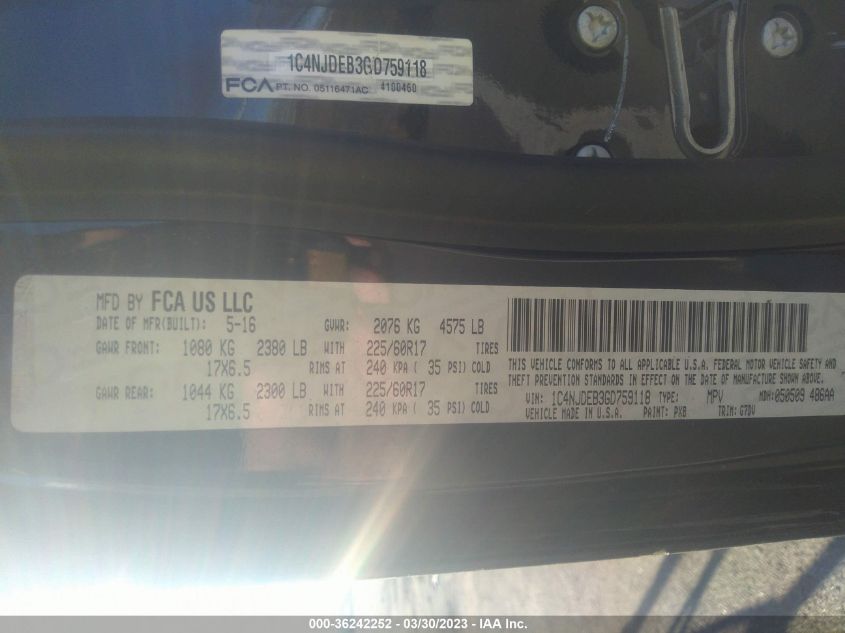 1C4NJDEB3GD759118
FCA PT. NO. 05116471AC 4100460
MFD BY FCA US LLC
DATE OF MFR(BUILT): 5-16 GVWR: 2076 KG 4575 LB
GAWR FRONT: 1080 KG 2380 LB WITH 225/60R17 TIRES
17X6.5 RIMS AT 240 KPA ( 35 PSI) COLD
GAWR REAR: 1044 KG 2300 LB WITH 225/60R17 TIRES
17X6.5 RIMS AT 240 KPA ( 35 PSI) COLD
THIS VEHICLE CONFORMS TO ALL APPLICABLE U.S.A. FEDERAL MOTOR VEHICLE SAFETY AND
THEFT PREVENTION STANDARDS IN EFFECT ON THE DATE OF MANUFACTURE SHOWN ABOVE.
VIN: 1C4NJDEB3GD759118 TYPE: MPV MDH: 050509 486AA
VEHICLE MADE IN U.S.A. PAINT: PXB TRIM: G7DV
000-36242252 - 03/30/2023 - IAA Inc.